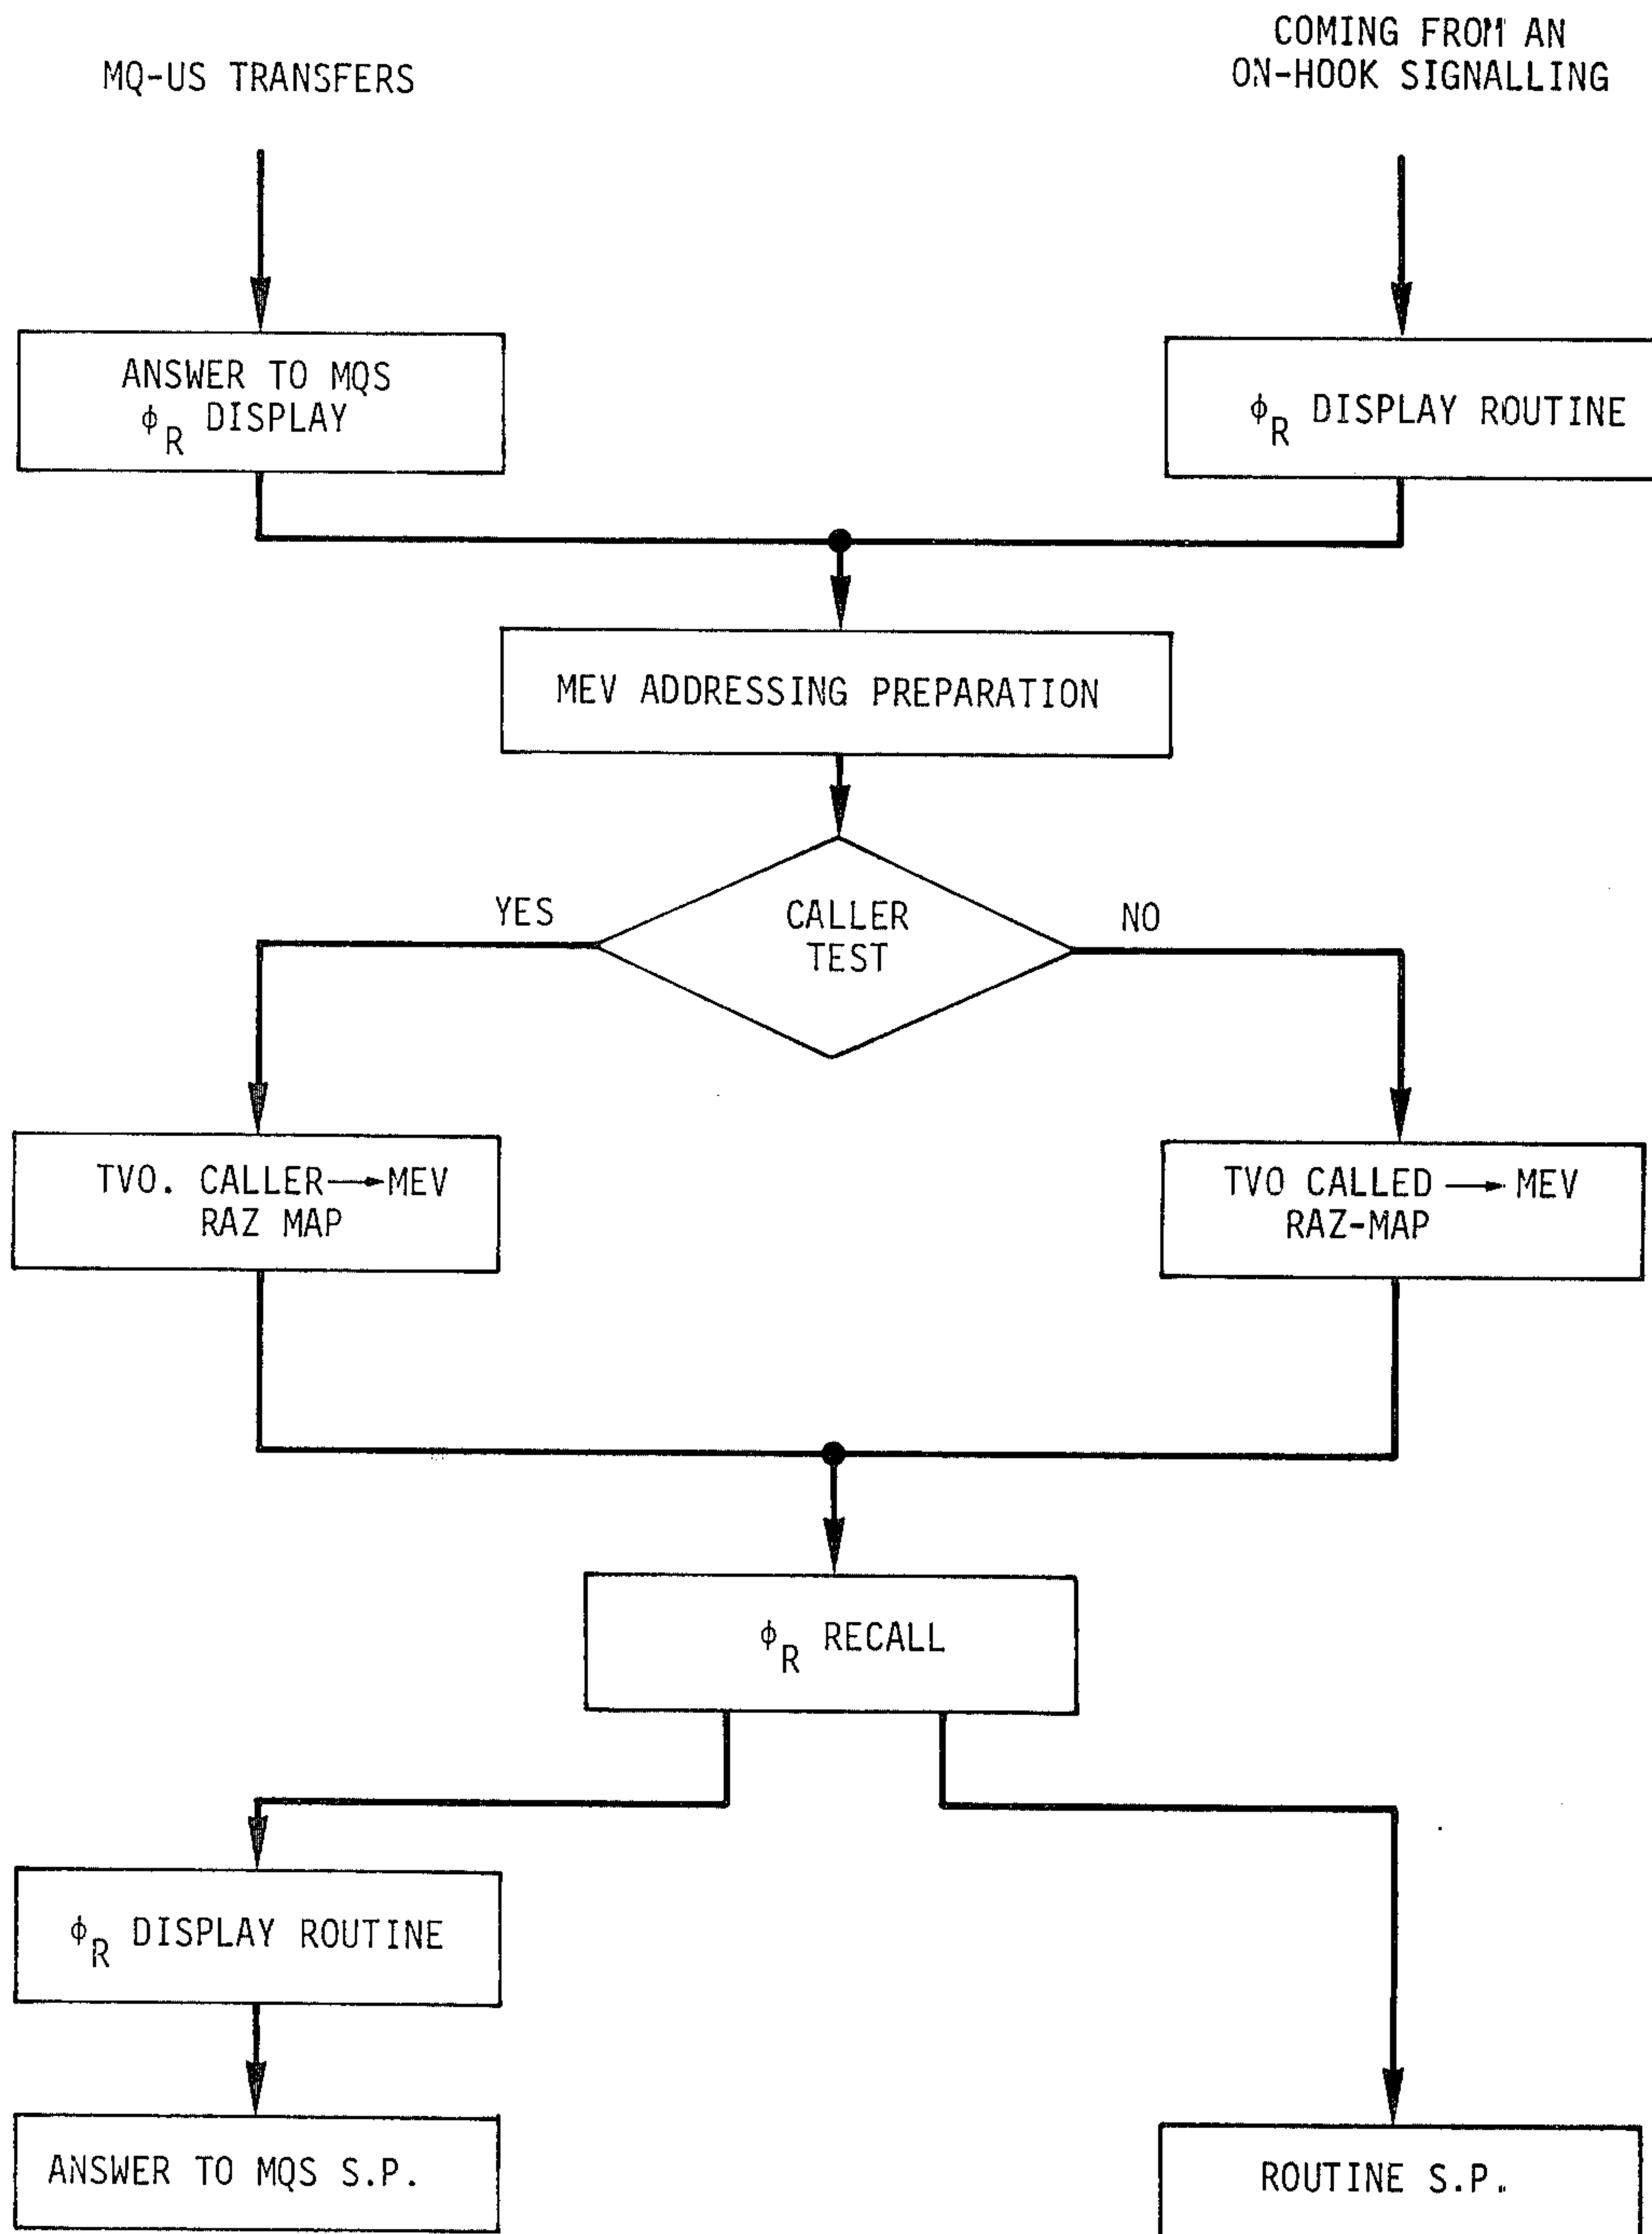 MQ-US TRANSFERS
COMING FROM AN
ON-HOOK SIGNALLING
ANSWER TO MQS
ϕR DISPLAY
ϕR DISPLAY ROUTINE
MEV ADDRESSING PREPARATION
YES
CALLER
TEST
NO
TVO. CALLER→MEV
RAZ MAP
TVO CALLED → MEV
RAZ-MAP
ϕR RECALL
ϕR DISPLAY ROUTINE
ANSWER TO MQS S.P.
ROUTINE S.P.